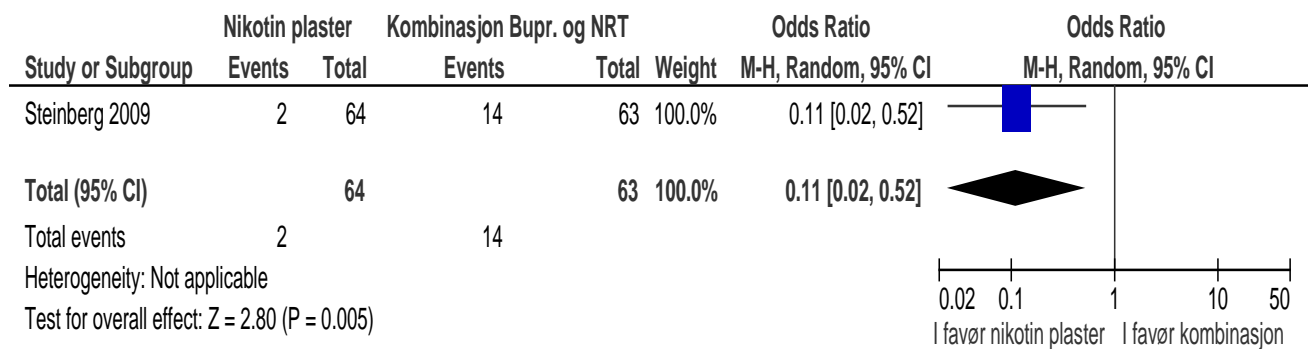 Nikotin plaster Kombinasjon Bupr. og NRT Odds Ratio Odds Ratio
Study or Subgroup Events Total Events Total Weight M-H, Random, 95% CI M-H, Random, 95% CI
Steinberg 2009 2 64 14 63 100.0% 0.11 [0.02, 0.52]
Total (95% CI) 64 63 100.0% 0.11 [0.02, 0.52]
Total events 2 14
Heterogeneity: Not applicable
Test for overall effect: Z = 2.80 (P = 0.005)
0.02 0.1 1 10 50
I favør nikotin plaster I favør kombinasjon